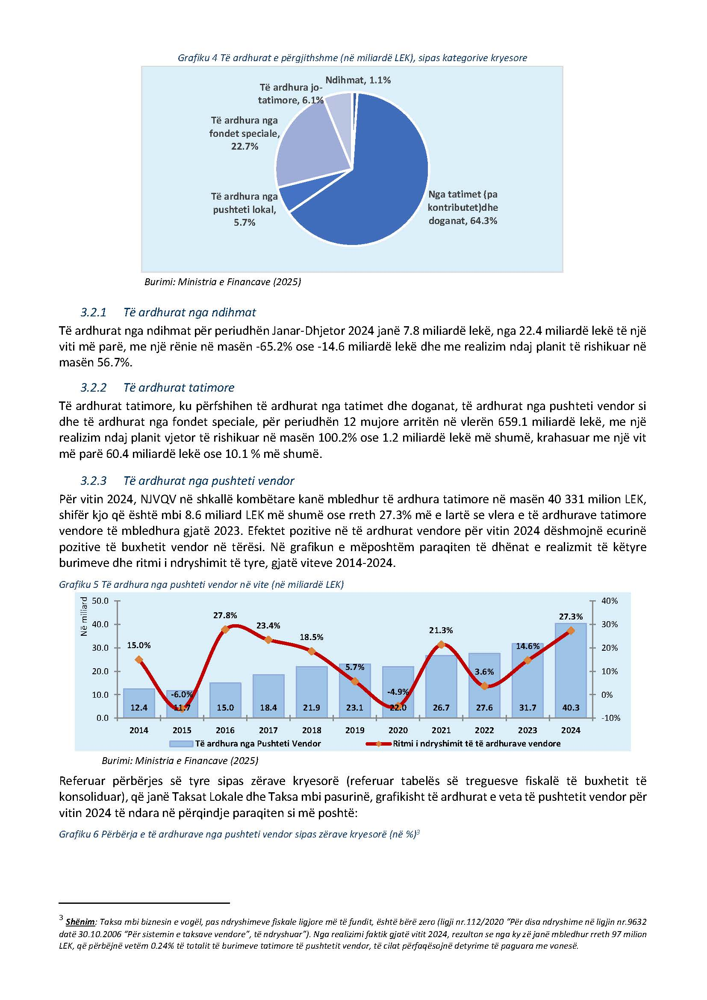 Grafiku 4 Të ardhurat e përgjithshme (në miliardë LEK), sipas kategorive kryesore
Ndihmat, 1.1%
Të ardhura jo-
tatimore, 6.1%
Të ardhura nga
fondet speciale,
22.7%
Të ardhura nga
pushteti lokal,
5.7%
Nga tatimet (pa
kontributet)dhe
doganat, 64.3%
Burimi: Ministria e Financave (2025)
3.2.1 Të ardhurat nga ndihmat
Të ardhurat nga ndihmat për periudhën Janar-Dhjetor 2024 janë 7.8 miliardë lekë, nga 22.4 miliardë lekë të një
viti më parë, me një rënie në masën -65.2% ose -14.6 miliardë lekë dhe me realizim ndaj planit të rishikuar në
masën 56.7%.
3.2.2 Të ardhurat tatimore
Të ardhurat tatimore, ku përfshihen të ardhurat nga tatimet dhe doganat, të ardhurat nga pushteti vendor si
dhe të ardhurat nga fondet speciale, për periudhën 12 mujore arritën në vlerën 659.1 miliardë lekë, me një
realizim ndaj planit vjetor të rishikuar në masën 100.2% ose 1.2 miliardë lekë më shumë, krahasuar me një vit
më parë 60.4 miliardë lekë ose 10.1 % më shumë.
3.2.3 Të ardhurat nga pushteti vendor
Për vitin 2024, NJVQV në shkallë kombëtare kanë mbledhur të ardhura tatimore në masën 40 331 milion LEK,
shifër kjo që është mbi 8.6 miliard LEK më shumë ose rreth 27.3% më e lartë se vlera e të ardhurave tatimore
vendore të mbledhura gjatë 2023. Efektet pozitive në të ardhurat vendore për vitin 2024 dëshmojnë ecurinë
pozitive të buxhetit vendor në tërësi. Në grafikun e mëposhtëm paraqiten të dhënat e realizmit të këtyre
burimeve dhe ritmi i ndryshimit të tyre, gjatë viteve 2014-2024.
Grafiku 5 Të ardhura nga pushteti vendor në vite (në miliardë LEK)
Në miliard
50.0
40.0
30.0
20.0
10.0
0.0
40%
30%
20%
10%
0%
-10%
15.0% -6.0% 27.8% 23.4% 18.5% 5.7% -4.9% 21.3% 3.6% 14.6% 27.3%
12.4 11.7 15.0 18.4 21.9 23.1 22.0 26.7 27.6 31.7 40.3
2014 2015 2016 2017 2018 2019 2020 2021 2022 2023 2024
Të ardhura nga Pushteti Vendor Ritmi i ndryshimit të të ardhurave vendore
Burimi: Ministria e Financave (2025)
Referuar përbërjes së tyre sipas zërave kryesorë (referuar tabelës së treguesve fiskalë të buxhetit të
konsoliduar), që janë Taksat Lokale dhe Taksa mbi pasurinë, grafikisht të ardhurat e veta të pushtetit vendor për
vitin 2024 të ndara në përqindje paraqiten si më poshtë:
Grafiku 6 Përbërja e të ardhurave nga pushteti vendor sipas zërave kryesorë (në %)3
3 Shënim: Taksa mbi biznesin e vogël, pas ndryshimeve fiskale ligjore më të fundit, është bërë zero (ligji nr.112/2020 “Për disa ndryshime në ligjin nr.9632
datë 30.10.2006 “Për sistemin e taksave vendore”, të ndryshuar”). Nga realizimi faktik gjatë vitit 2024, rezulton se nga ky zë janë mbledhur rreth 97 milion
LEK, që përbëjnë vetëm 0.24% të totalit të burimeve tatimore të pushtetit vendor, të cilat përfaqësojnë detyrime të paguara me vonesë.